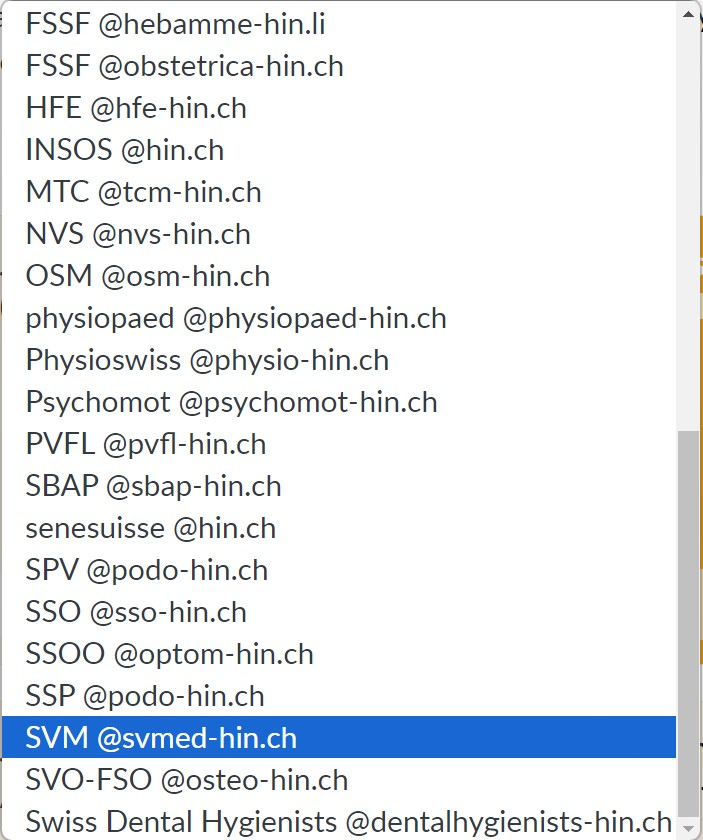 FSSF @hebamme-hin.li
FSSF @obstetrica-hin.ch
HFE @hfe-hin.ch
INSOS @hin.ch
MTC @tcm-hin.ch
NVS @nvs-hin.ch
OSM @osm-hin.ch
physiopaed @physiopaed-hin.ch
Physioswiss @physio-hin.ch
Psychomot @psychomot-hin.ch
PVFL @pvfl-hin.ch
SBAP @sbap-hin.ch
senesuisse @hin.ch
SPV @podo-hin.ch
SSO @sso-hin.ch
SSOO @optom-hin.ch
SSP @podo-hin.ch
SVM @svmed-hin.ch
SVO-FSO @osteo-hin.ch
Swiss Dental Hygienists @dentalhygienists-hin.ch